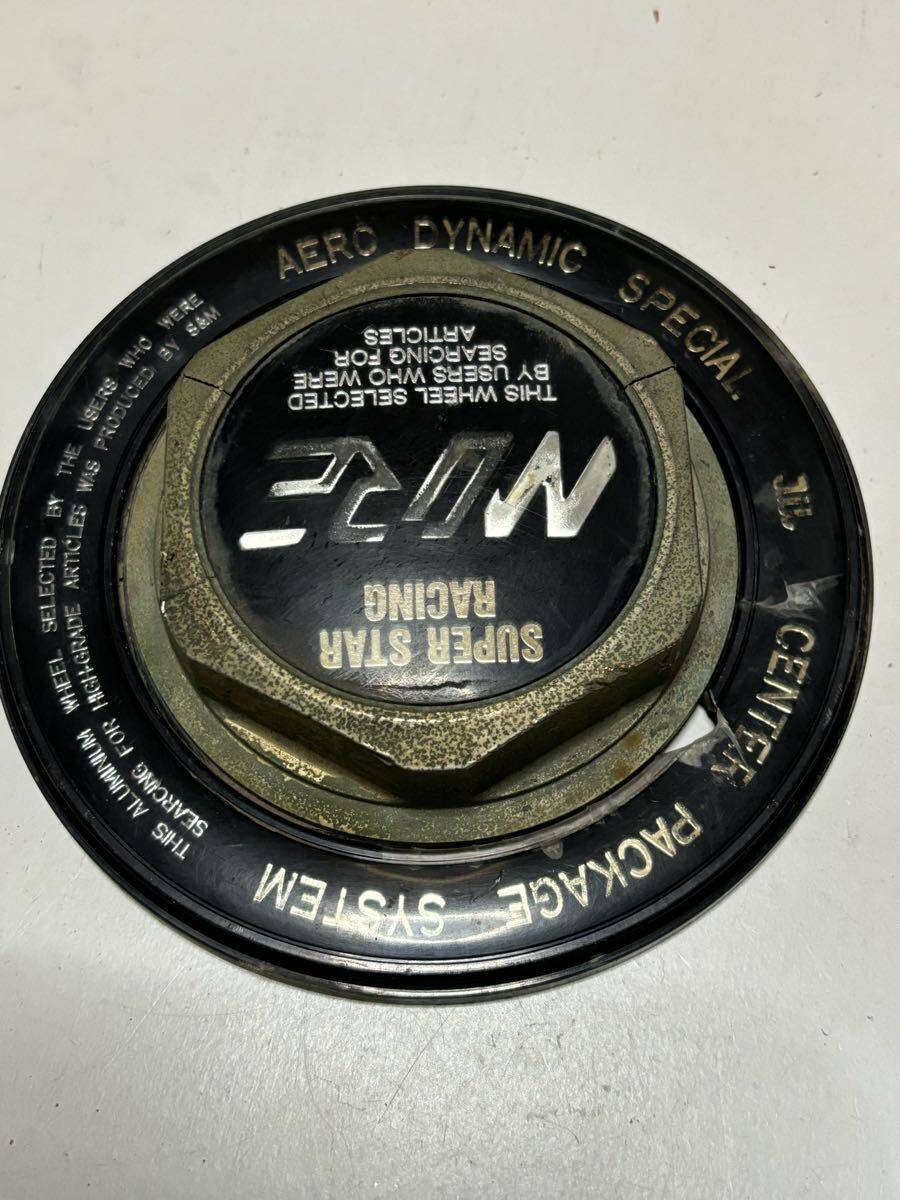 AERO DYNAMIC SPECIAL.
JIL CENTER PACKAGE SYSTEM
THIS ALUMINIUM WHEEL SELECTED BY THE USERS WHO WERE
SEARCING FOR HIGH-GRADE ARTICLES WAS PRODUCED BY S&M
SUPER STAR
RACING
THIS WHEEL SELECTED
BY USERS WHO WERE
SEARCING FOR
ARTICLES